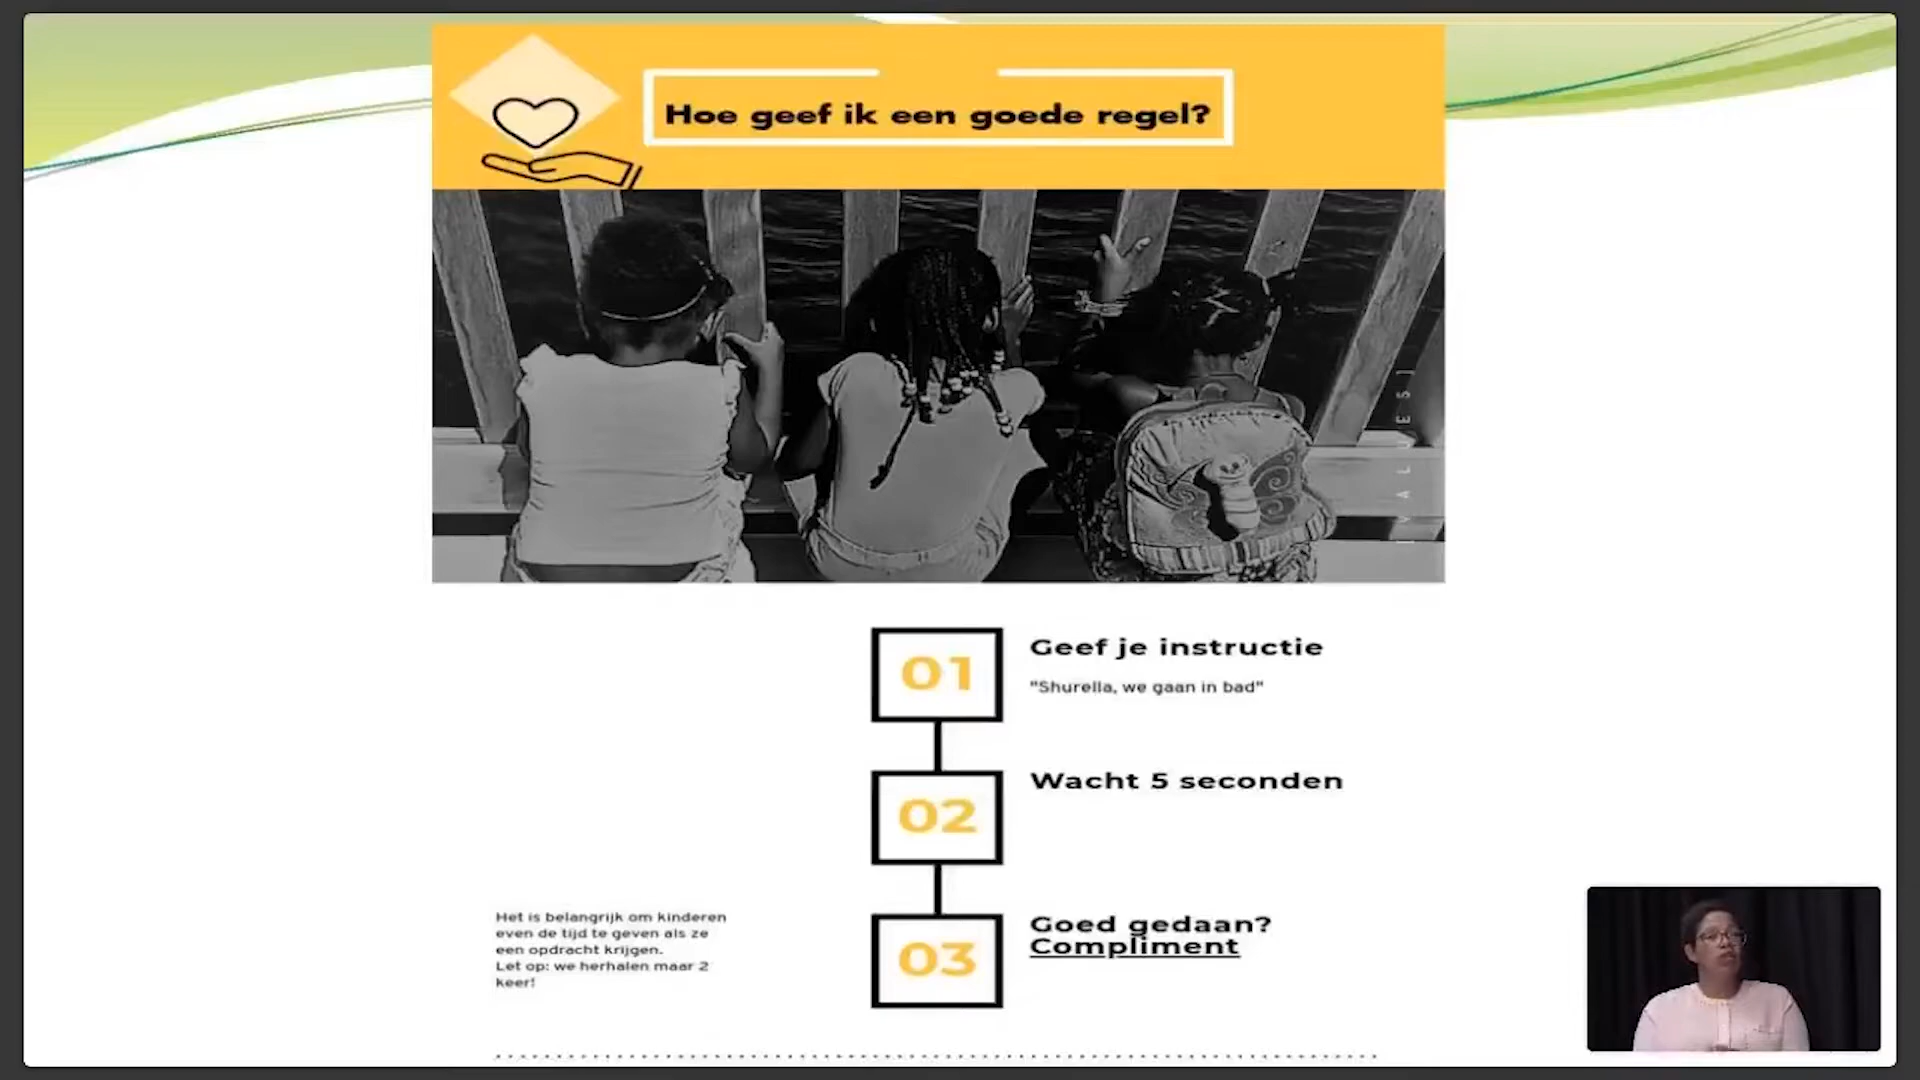 Hoe geef ik een goede regel?
VALUES]
01
Geef je instructie
"Shurella, we gaan in bad"
02
Wacht 5 seconden
03
Goed gedaan?
Compliment
Het is belangrijk om kinderen
even de tijd te geven als ze
een opdracht krijgen.
Let op: we herhalen maar 2
keer!